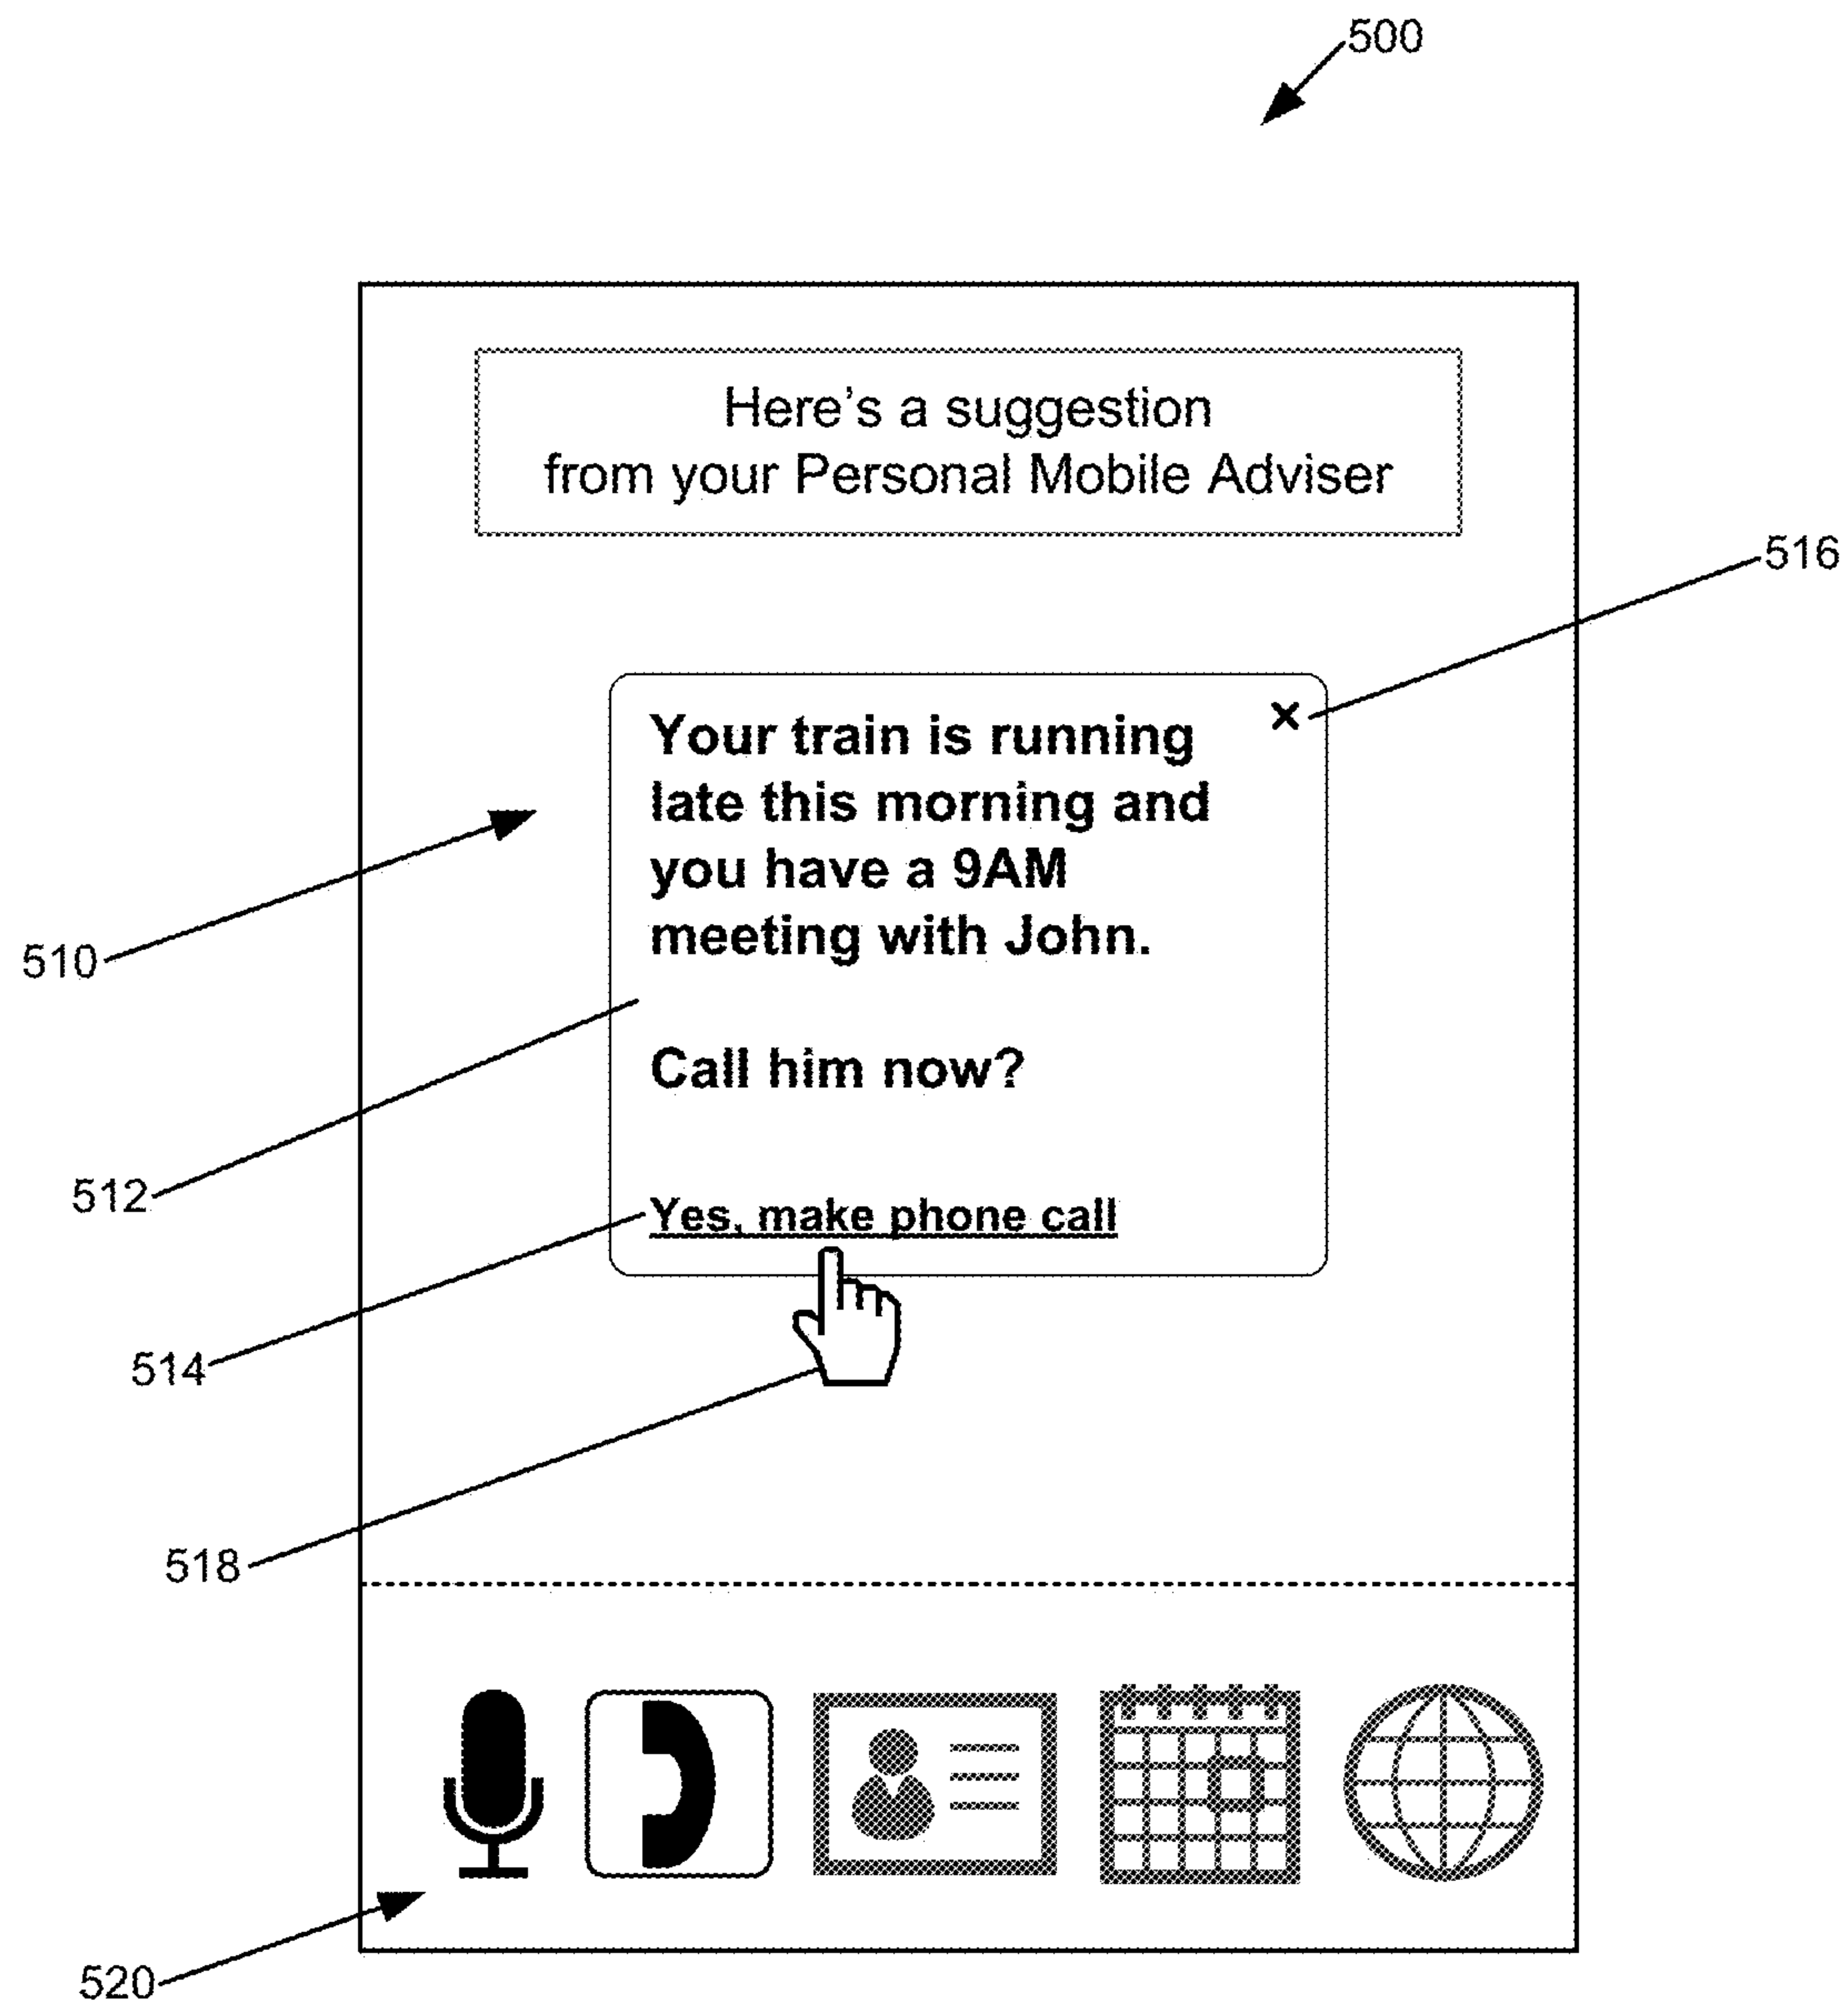 500
Here's a suggestion
from your Personal Mobile Adviser
516
Your train is running
×
late this morning and
you have a 9AM
meeting with John.
510
Call him now?
512
Yes, make phone call
514
518
520